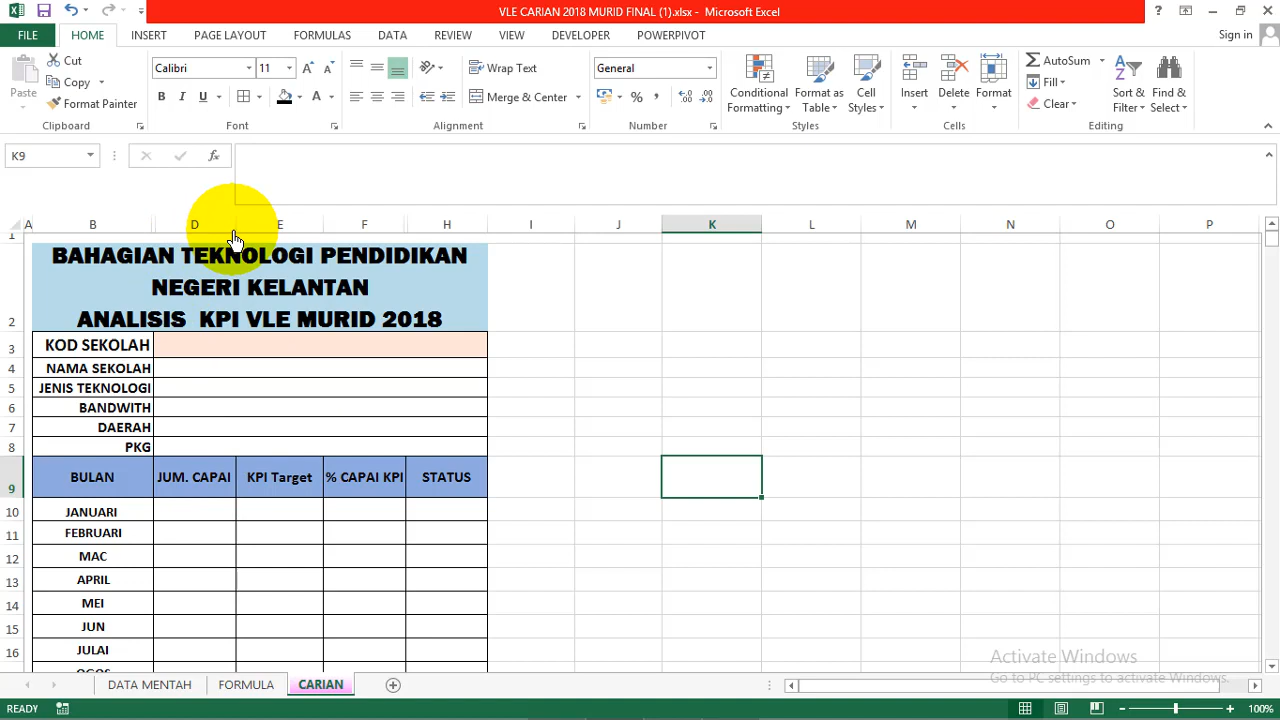 VLE CARIAN 2018 MURID FINAL (1).xlsx - Microsoft Excel
FILE HOME INSERT PAGE LAYOUT FORMULAS DATA REVIEW VIEW DEVELOPER POWERPIVOT Sign in
Paste
Cut
Copy
Format Painter
Calibri 11
B I U
Wrap Text
Merge & Center
General
% ,
Conditional Formatting
Format as Table
Cell Styles
Insert Delete Format
AutoSum
Fill
Clear
Sort & Filter
Find & Select
Clipboard Font Alignment Number Styles Cells Editing
K9 fx
A B D E F H I J K L M N O P
1
BAHAGIAN TEKNOLOGI PENDIDIKAN
NEGERI KELANTAN
2 ANALISIS KPI VLE MURID 2018
3 KOD SEKOLAH
4 NAMA SEKOLAH
5 JENIS TEKNOLOGI
6 BANDWITH
7 DAERAH
8 PKG
9 BULAN JUM. CAPAI KPI Target % CAPAI KPI STATUS
10 JANUARI
11 FEBRUARI
12 MAC
13 APRIL
14 MEI
15 JUN
16 JULAI
OGOS
Activate Windows
Go to PC settings to activate Windows.
DATA MENTAH FORMULA CARIAN
READY 100%